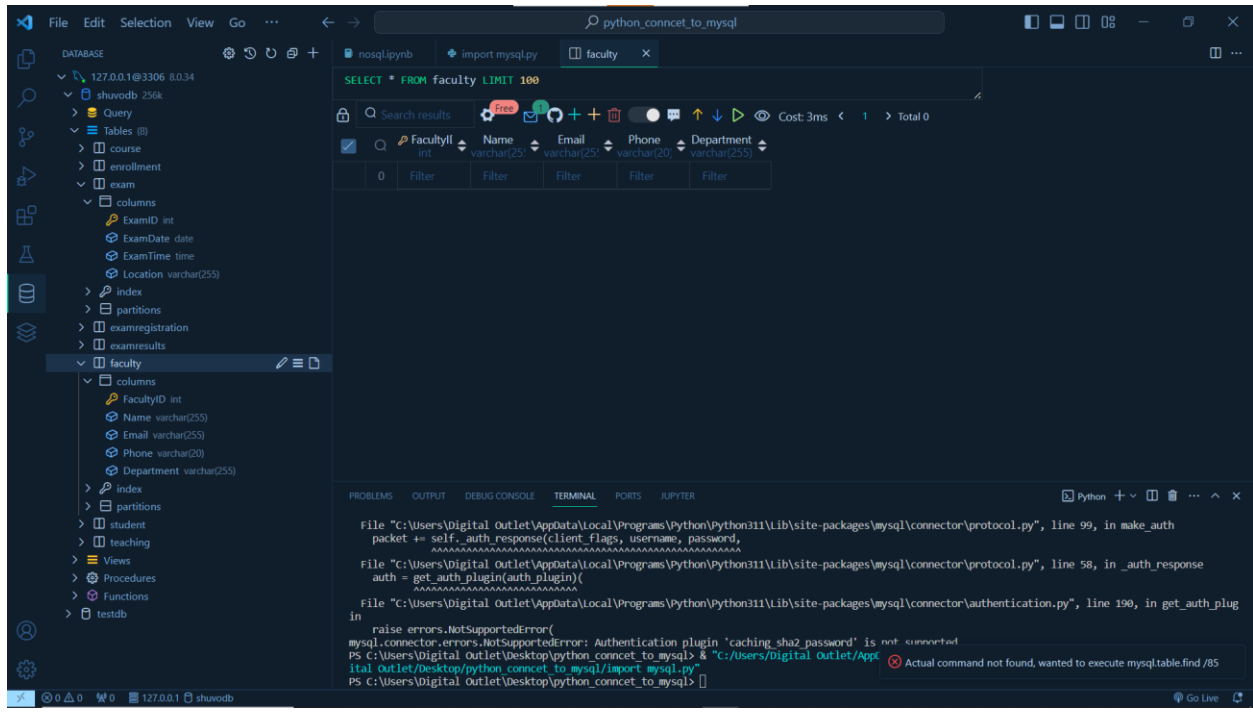 File Edit Selection View Go ···
python_conncet_to_mysql
DATABASE
127.0.0.1@3306 8.0.34
shuvodb 256k
Query
Tables (8)
course
enrollment
exam
columns
ExamID int
ExamDate date
ExamTime time
Location varchar(255)
index
partitions
examregistration
examresults
faculty
columns
FacultyID int
Name varchar(255)
Email varchar(255)
Phone varchar(20)
Department varchar(255)
index
partitions
student
teaching
Views
Procedures
Functions
testdb
nosql.ipynb import mysql.py faculty
SELECT * FROM faculty LIMIT 100
Search results Free 1 Cost: 3ms < 1 > Total 0
FacultyII Name Email Phone Department
int varchar(25! varchar(25! varchar(20) varchar(255)
0 Filter Filter Filter Filter Filter
PROBLEMS OUTPUT DEBUG CONSOLE TERMINAL PORTS JUPYTER Python
File "C:\Users\Digital Outlet\AppData\Local\Programs\Python\Python311\Lib\site-packages\mysql\connector\protocol.py", line 99, in make_auth
packet += self._auth_response(client_flags, username, password,
^^^^^^^^^^^^^^^^^^^^^^^^^^^^^^^^^^^^^^^^^^^^^^^^^^^^^
File "C:\Users\Digital Outlet\AppData\Local\Programs\Python\Python311\Lib\site-packages\mysql\connector\protocol.py", line 58, in _auth_response
auth = get_auth_plugin(auth_plugin)(
^^^^^^^^^^^^^^^^^^^^^^^^^^^^
File "C:\Users\Digital Outlet\AppData\Local\Programs\Python\Python311\Lib\site-packages\mysql\connector\authentication.py", line 190, in get_auth_plug
in
raise errors.NotSupportedError(
mysql.connector.errors.NotSupportedError: Authentication plugin 'caching_sha2_password' is not supported
PS C:\Users\Digital Outlet\Desktop\python_conncet_to_mysql> & "C:/Users/Digital Outlet/AppD
ital Outlet/Desktop/python_conncet_to_mysql/import mysql.py"
PS C:\Users\Digital Outlet\Desktop\python_conncet_to_mysql>
Actual command not found, wanted to execute mysql.table.find /85
0 0 0 127.0.0.1 shuvodb Go Live